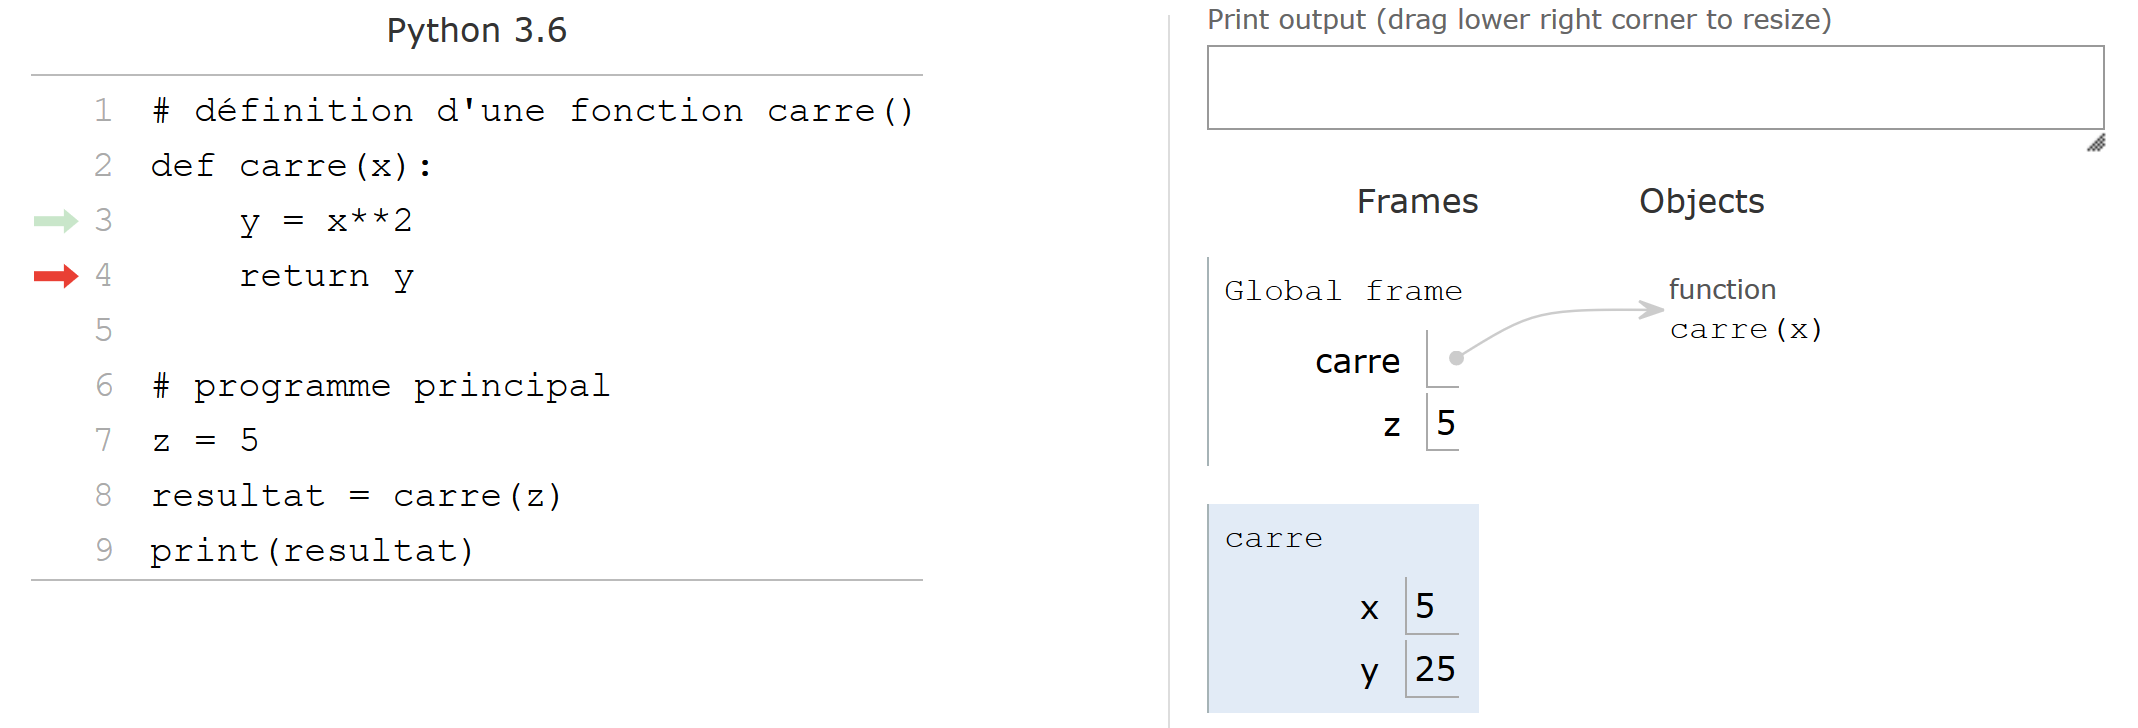 Python 3.6
1 # définition d'une fonction carre()
2 def carre(x):
3     y = x**2
4     return y
5
6 # programme principal
7 z = 5
8 resultat = carre(z)
9 print(resultat)
Print output (drag lower right corner to resize)
Frames Objects
Global frame
function
carre(x)
carre
z 5
carre
x 5
y 25